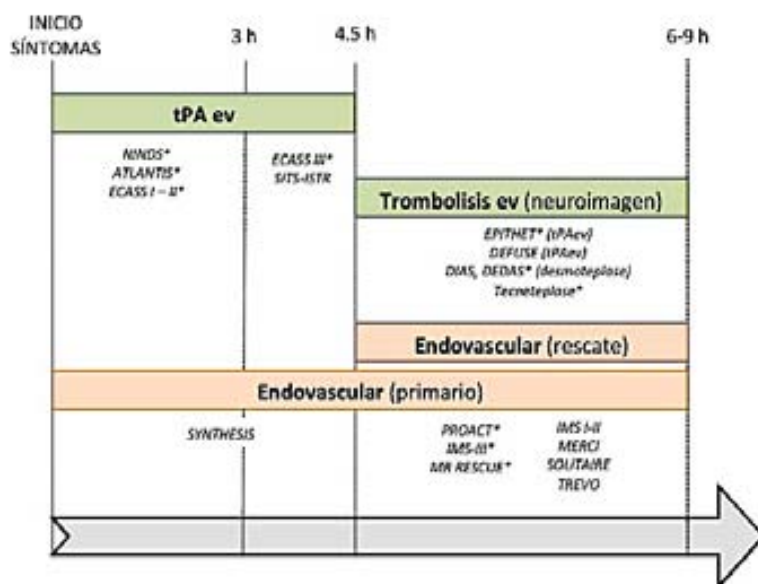 INICIO
SÍNTOMAS
3 h
4.5 h
6-9 h
tPA ev
NINDS*
ATLANTIS*
ECASS I – II*
ECASS III*
SITS-ISTR
Trombolisis ev (neuroimagen)
EPITHET* (tPAev)
DEFUSE (tPAev)
DIAS, DEDAS* (desmoteplase)
Tecneteplase*
Endovascular (rescate)
Endovascular (primario)
SYNTHESIS
PROACT*
IMS-III*
MR RESCUE*
IMS I-II
MERCI
SOLITAIRE
TREVO